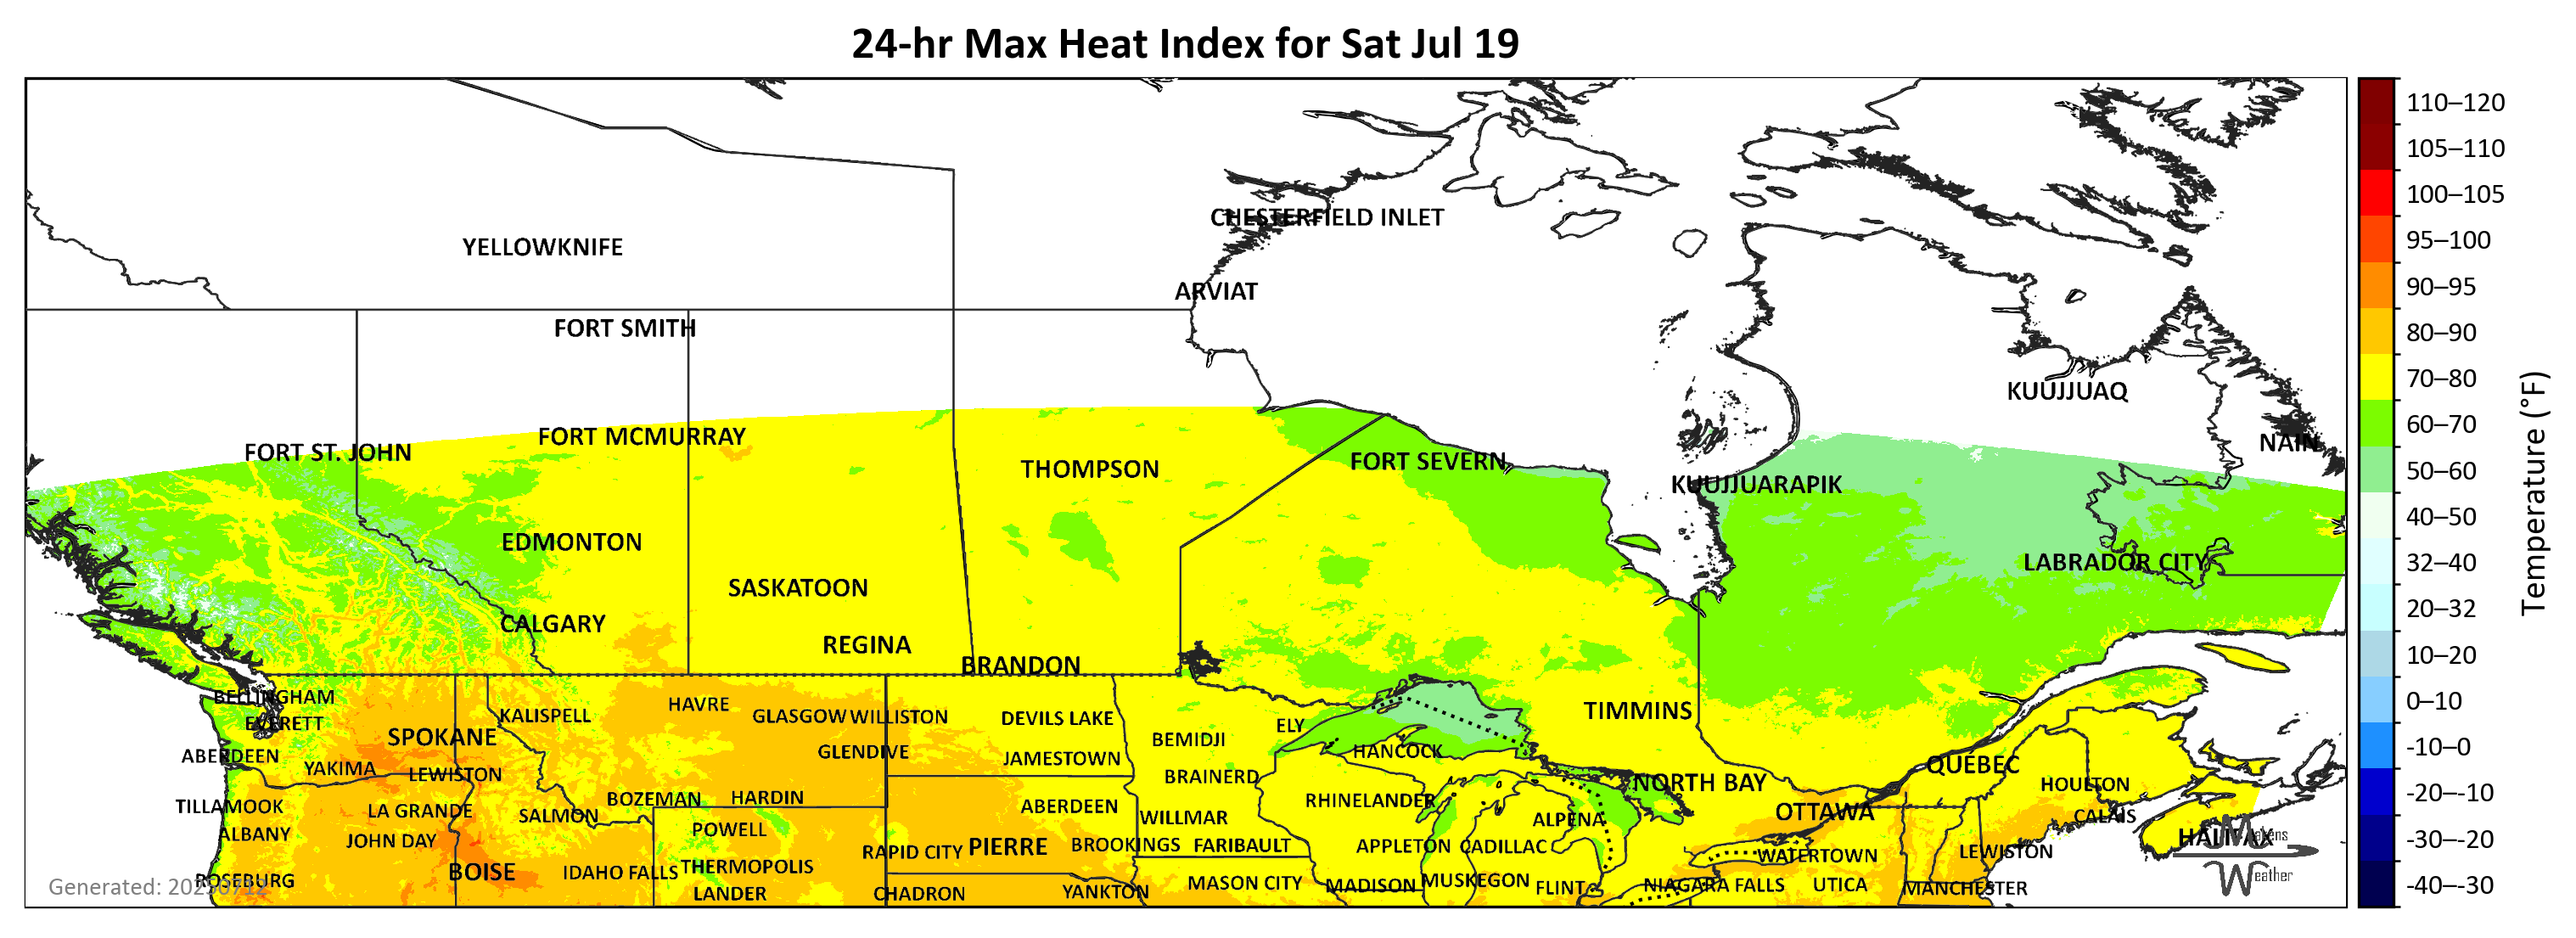 24-hr Max Heat Index for Sat Jul 19
110–120
105–110
CHESTERFIELD INLET
100–105
YELLOWKNIFE
95–100
ARVIAT
90–95
FORT SMITH
80–90
KUUJJUAQ
70–80
FORT MCMURRAY
60–70
FORT ST. JOHN
NAIN
FORT SEVERN
THOMPSON
50–60
KUUJJUARAPIK
40–50
EDMONTON
LABRADOR CITY
32–40
SASKATOON
20–32
CALGARY
REGINA
10–20
BRANDON
BELLINGHAM
HAVRE
0–10
KALISPELL
GLASGOW WILLISTON
DEVILS LAKE
TIMMINS
EVERETT
ELY
SPOKANE
BEMIDJI
-10–0
ABERDEEN
GLENDIVE
JAMESTOWN
HANCOCK
QUÉBEC
YAKIMA
LEWISTON
BRAINERD
NORTH BAY
HOULTON
-20–-10
BOZEMAN
HARDIN
RHINELANDER
TILLAMOOK
LA GRANDE
SALMON
ABERDEEN
WILLMAR
ALPENA
OTTAWA
CALAIS
ALBANY
JOHN DAY
POWELL
HALIFAX
Makens
Weather
-30–-20
RAPID CITY
PIERRE
BROOKINGS
FARIBAULT
APPLETON
CADILLAC
WATERTOWN
LEWISTON
BOISE
IDAHO FALLS
THERMOPOLIS
ROSEBURG
MASON CITY
MADISON
MUSKEGON
FLINT
NIAGARA FALLS
UTICA
MANCHESTER
-40–-30
LANDER
CHADRON
YANKTON
Generated: 20250712
Temperature (°F)